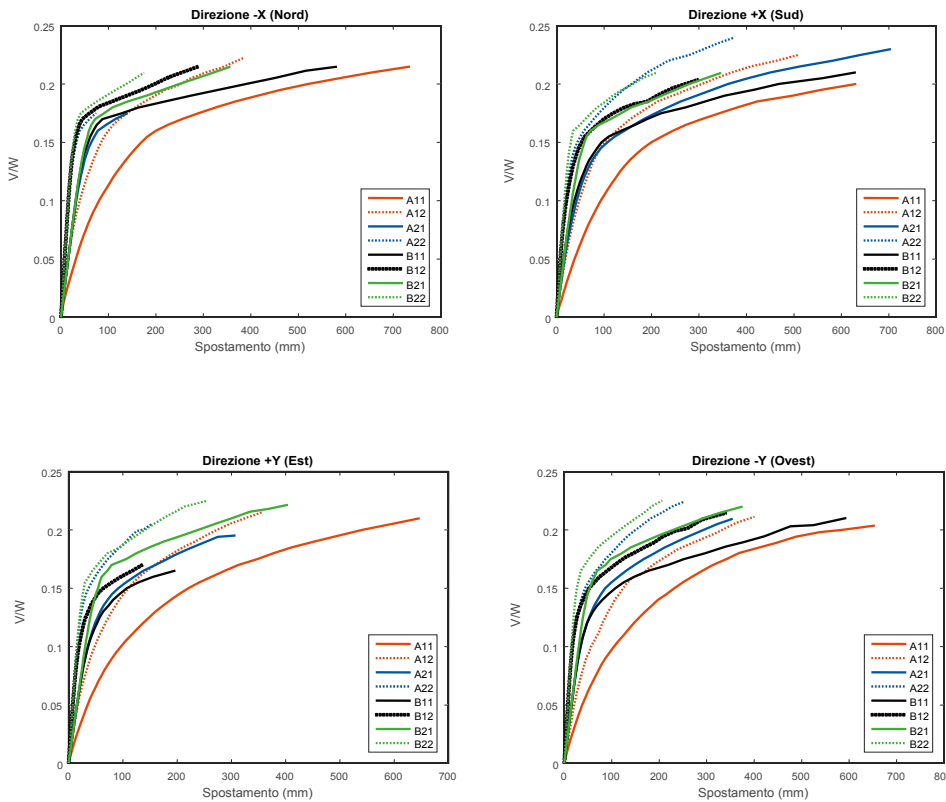 Direzione -X (Nord)
0.25
0.2
0.15
0.1
0.05
0
V/W
0 100 200 300 400 500 600 700 800
Spostamento (mm)
A11
A12
A21
A22
B11
B12
B21
B22
Direzione +X (Sud)
0.25
0.2
0.15
0.1
0.05
0
V/W
0 100 200 300 400 500 600 700 800
Spostamento (mm)
A11
A12
A21
A22
B11
B12
B21
B22
Direzione +Y (Est)
0.25
0.2
0.15
0.1
0.05
0
V/W
0 100 200 300 400 500 600 700
Spostamento (mm)
A11
A12
A21
A22
B11
B12
B21
B22
Direzione -Y (Ovest)
0.25
0.2
0.15
0.1
0.05
0
V/W
0 100 200 300 400 500 600 700 800
Spostamento (mm)
A11
A12
A21
A22
B11
B12
B21
B22